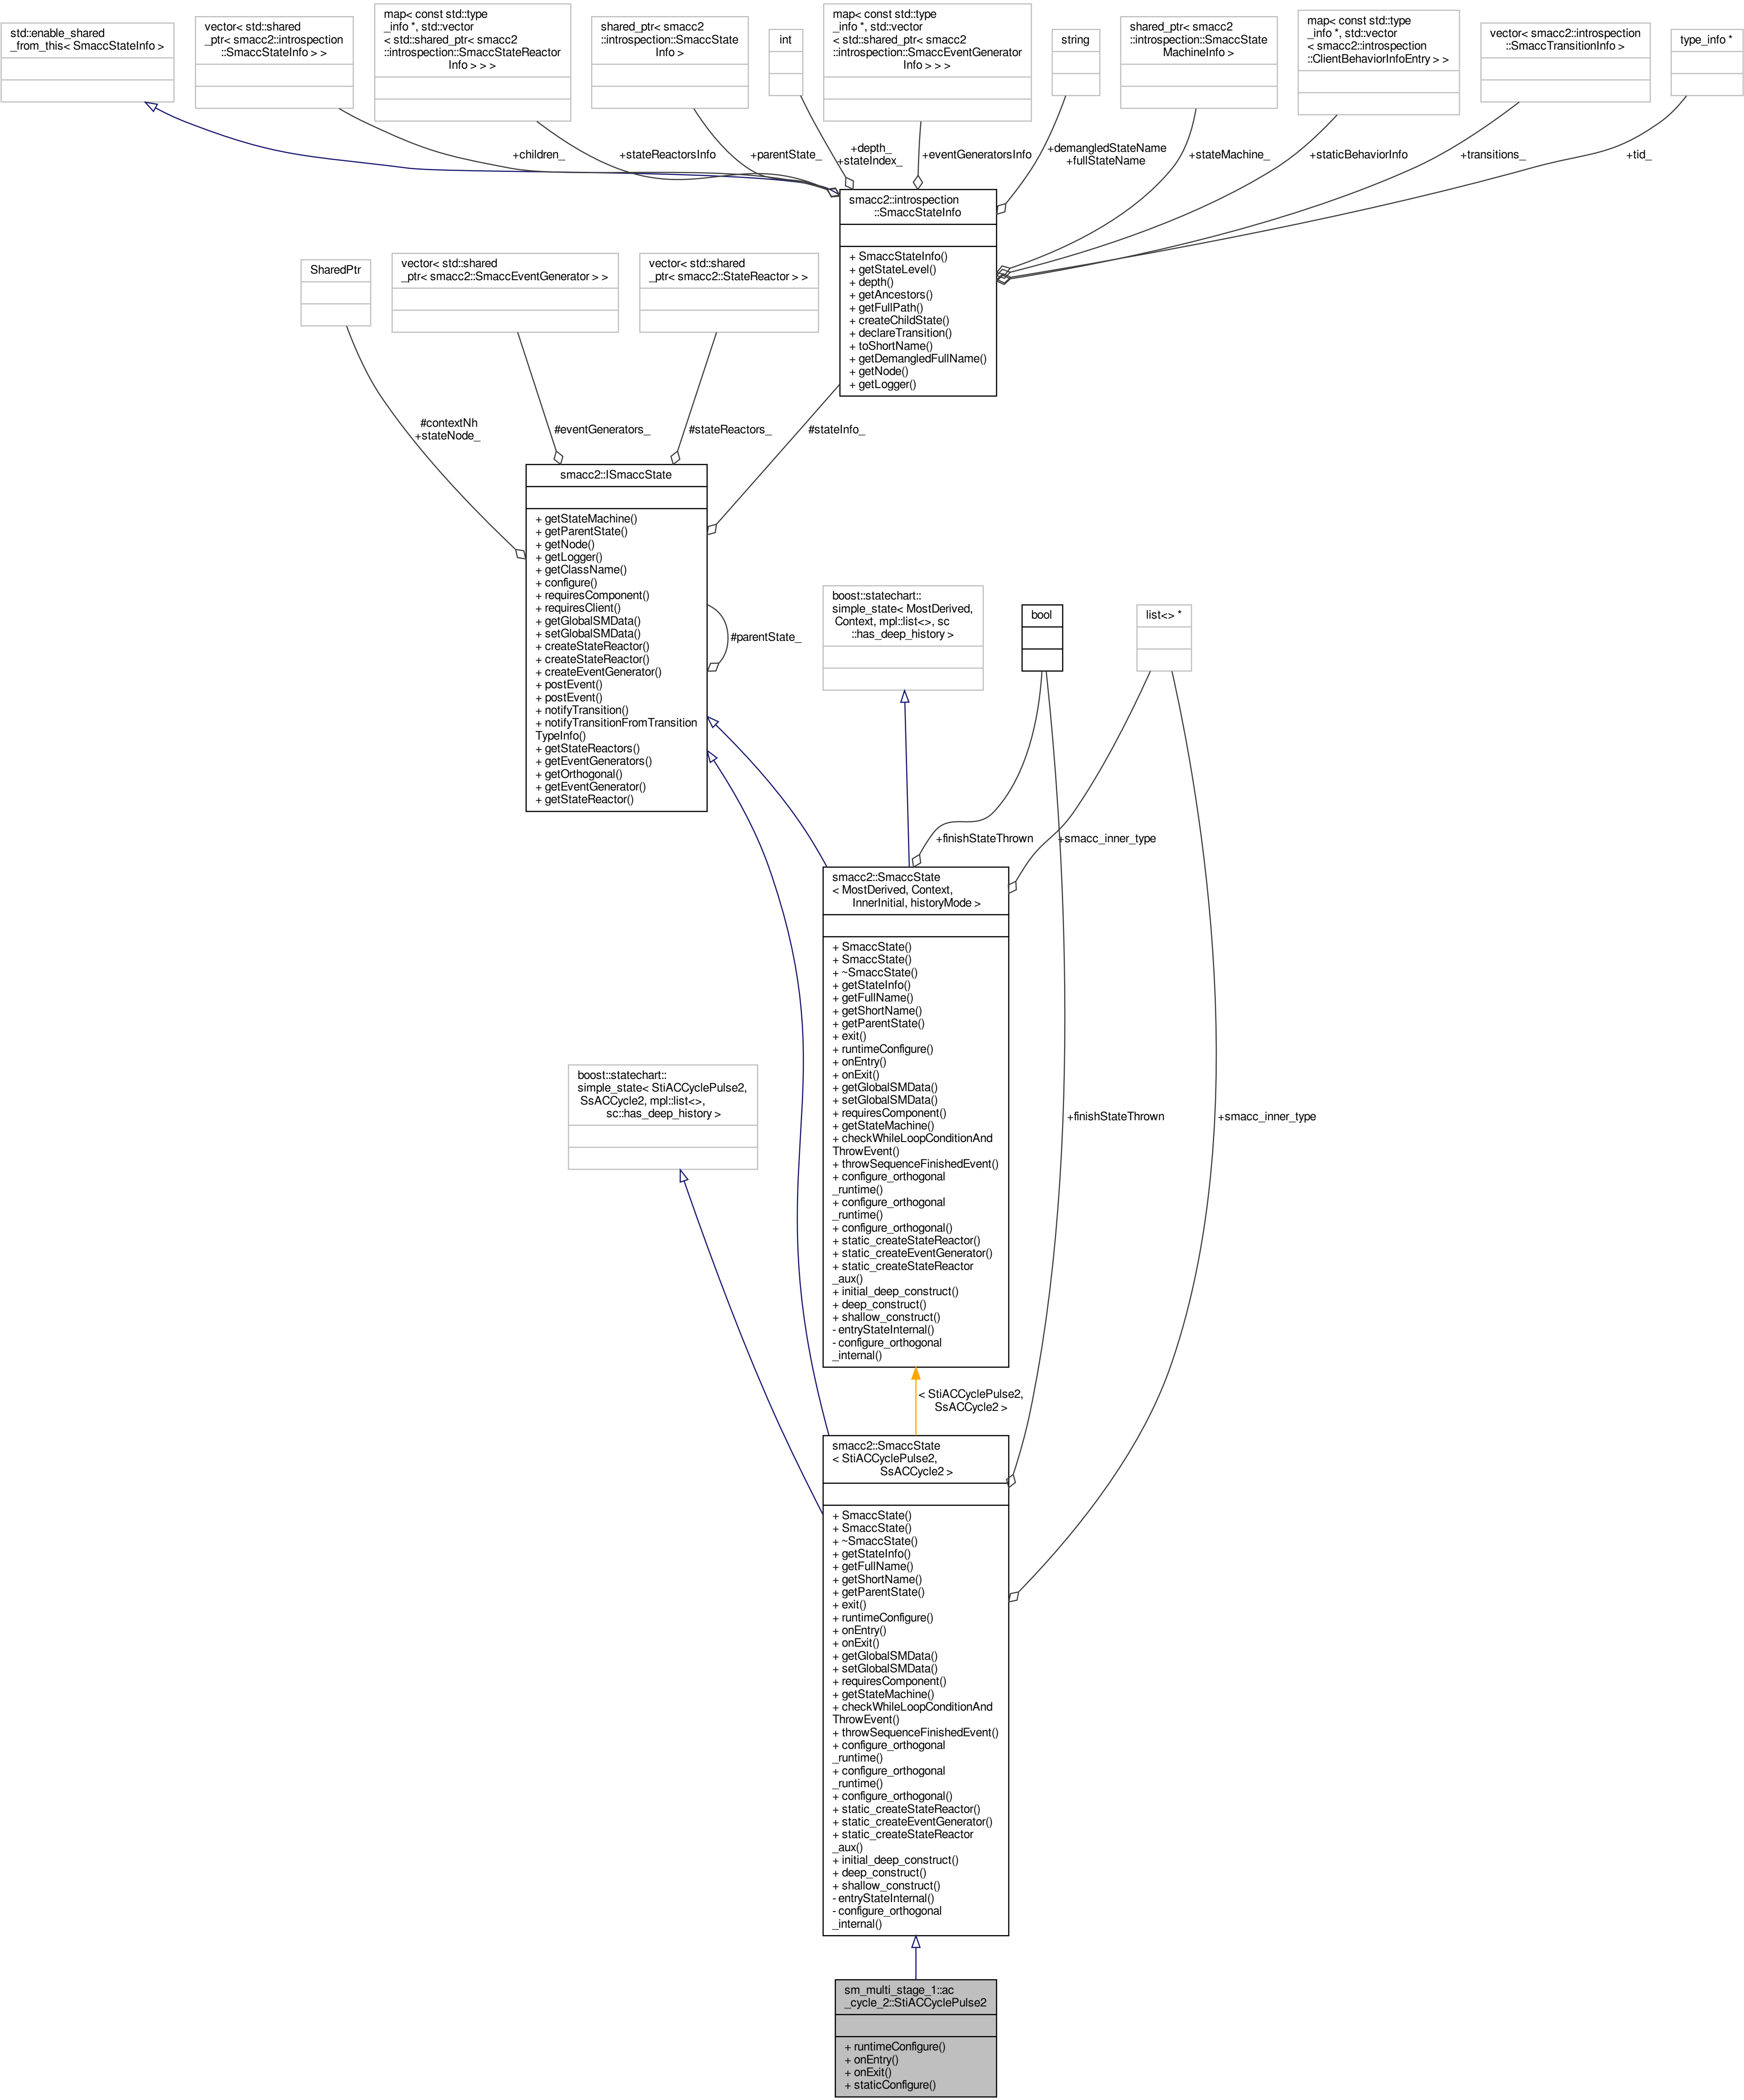 std::enable_shared
_from_this< SmaccStateInfo >
vector< std::shared
_ptr< smacc2::introspection
::SmaccStateInfo > >
map< const std::type
_info *, std::vector
< std::shared_ptr< smacc2
::introspection::SmaccStateReactor
Info > > >
shared_ptr< smacc2
::introspection::SmaccState
Info >
int
map< const std::type
_info *, std::vector
< std::shared_ptr< smacc2
::introspection::SmaccEventGenerator
Info > > >
string
shared_ptr< smacc2
::introspection::SmaccState
MachineInfo >
map< const std::type
_info *, std::vector
< smacc2::introspection
::ClientBehaviorInfoEntry > >
vector< smacc2::introspection
::SmaccTransitionInfo >
type_info *
+children_
+stateReactorsInfo
+parentState_
+depth_
+stateIndex_
+eventGeneratorsInfo
+demangledStateName
+fullStateName
+stateMachine_
+staticBehaviorInfo
+transitions_
+tid_
smacc2::introspection
::SmaccStateInfo
+ SmaccStateInfo()
+ getStateLevel()
+ depth()
+ getAncestors()
+ getFullPath()
+ createChildState()
+ declareTransition()
+ toShortName()
+ getDemangledFullName()
+ getNode()
+ getLogger()
SharedPtr
vector< std::shared
_ptr< smacc2::SmaccEventGenerator > >
vector< std::shared
_ptr< smacc2::StateReactor > >
#contextNh
+stateNode_
#eventGenerators_
#stateReactors_
#stateInfo_
smacc2::ISmaccState
+ getStateMachine()
+ getParentState()
+ getNode()
+ getLogger()
+ getClassName()
+ configure()
+ requiresComponent()
+ requiresClient()
+ getGlobalSMData()
+ setGlobalSMData()
+ createStateReactor()
+ createStateReactor()
+ createEventGenerator()
+ postEvent()
+ postEvent()
+ notifyTransition()
+ notifyTransitionFromTransition
TypeInfo()
+ getStateReactors()
+ getEventGenerators()
+ getOrthogonal()
+ getEventGenerator()
+ getStateReactor()
#parentState_
boost::statechart::
simple_state< MostDerived,
Context, mpl::list<>, sc
::has_deep_history >
bool
list<> *
+finishStateThrown
+smacc_inner_type
smacc2::SmaccState
< MostDerived, Context,
InnerInitial, historyMode >
+ SmaccState()
+ SmaccState()
+ ~SmaccState()
+ getStateInfo()
+ getFullName()
+ getShortName()
+ getParentState()
+ exit()
+ runtimeConfigure()
+ onEntry()
+ onExit()
+ getGlobalSMData()
+ setGlobalSMData()
+ requiresComponent()
+ getStateMachine()
+ checkWhileLoopConditionAnd
ThrowEvent()
+ throwSequenceFinishedEvent()
+ configure_orthogonal
_runtime()
+ configure_orthogonal
_runtime()
+ configure_orthogonal()
+ static_createStateReactor()
+ static_createEventGenerator()
+ static_createStateReactor
_aux()
+ initial_deep_construct()
+ deep_construct()
+ shallow_construct()
- entryStateInternal()
- configure_orthogonal
_internal()
boost::statechart::
simple_state< StiACCyclePulse2,
SsACCycle2, mpl::list<>,
sc::has_deep_history >
+finishStateThrown
+smacc_inner_type
< StiACCyclePulse2,
SsACCycle2 >
smacc2::SmaccState
< StiACCyclePulse2,
SsACCycle2 >
+ SmaccState()
+ SmaccState()
+ ~SmaccState()
+ getStateInfo()
+ getFullName()
+ getShortName()
+ getParentState()
+ exit()
+ runtimeConfigure()
+ onEntry()
+ onExit()
+ getGlobalSMData()
+ setGlobalSMData()
+ requiresComponent()
+ getStateMachine()
+ checkWhileLoopConditionAnd
ThrowEvent()
+ throwSequenceFinishedEvent()
+ configure_orthogonal
_runtime()
+ configure_orthogonal
_runtime()
+ configure_orthogonal()
+ static_createStateReactor()
+ static_createEventGenerator()
+ static_createStateReactor
_aux()
+ initial_deep_construct()
+ deep_construct()
+ shallow_construct()
- entryStateInternal()
- configure_orthogonal
_internal()
sm_multi_stage_1::ac
_cycle_2::StiACCyclePulse2
+ runtimeConfigure()
+ onEntry()
+ onExit()
+ staticConfigure()